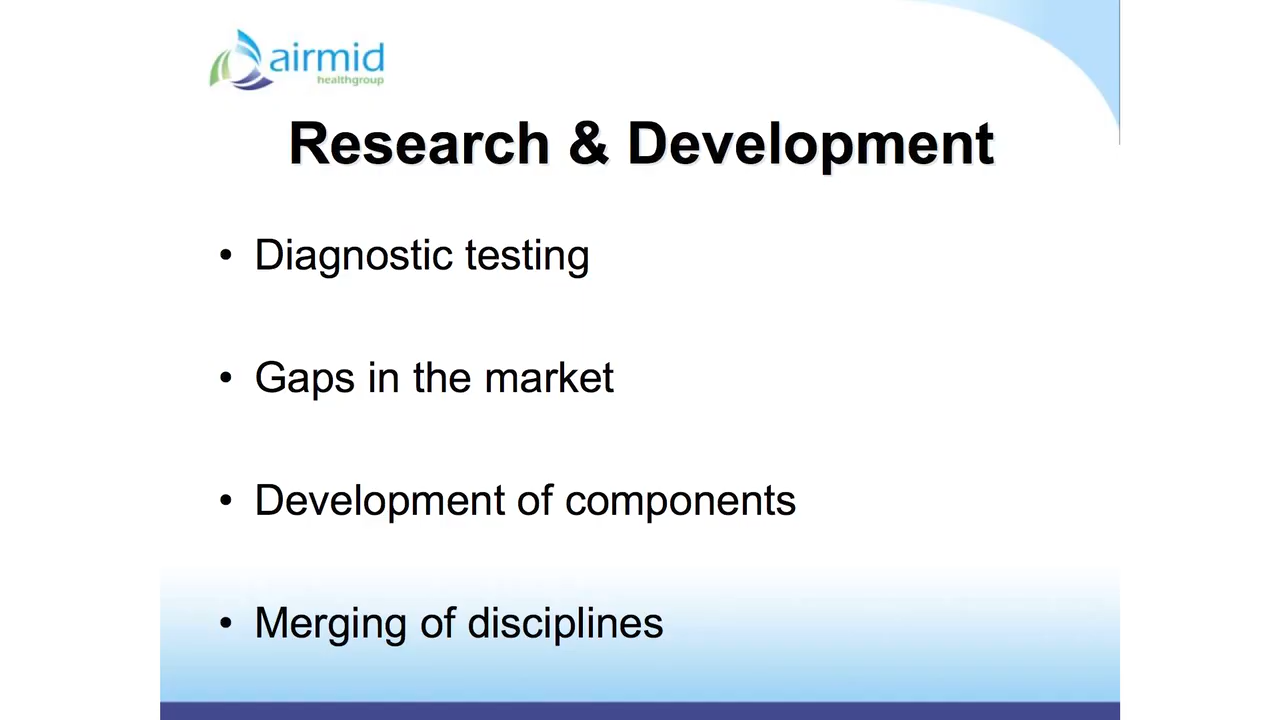 airmid
healthgroup
Research & Development
• Diagnostic testing
• Gaps in the market
• Development of components
• Merging of disciplines